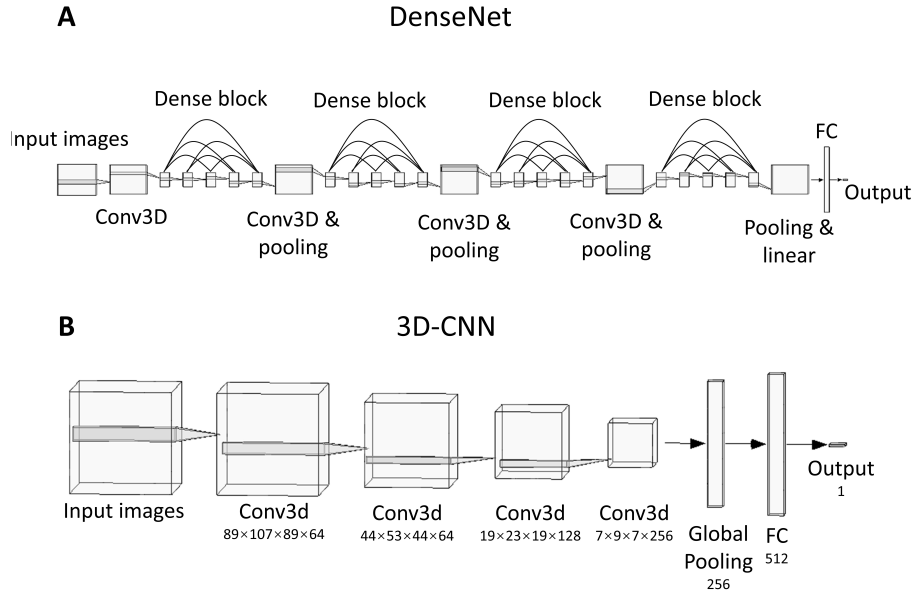 A
DenseNet
Dense block
Dense block
Dense block
Dense block
Input images
FC
Output
Conv3D
Conv3D &
pooling
Conv3D &
pooling
Conv3D &
pooling
Pooling &
linear
B
3D-CNN
Input images
Conv3d
89×107×89×64
Conv3d
44×53×44×64
Conv3d
19×23×19×128
Conv3d
7×9×7×256
Global
Pooling
256
FC
512
Output
1